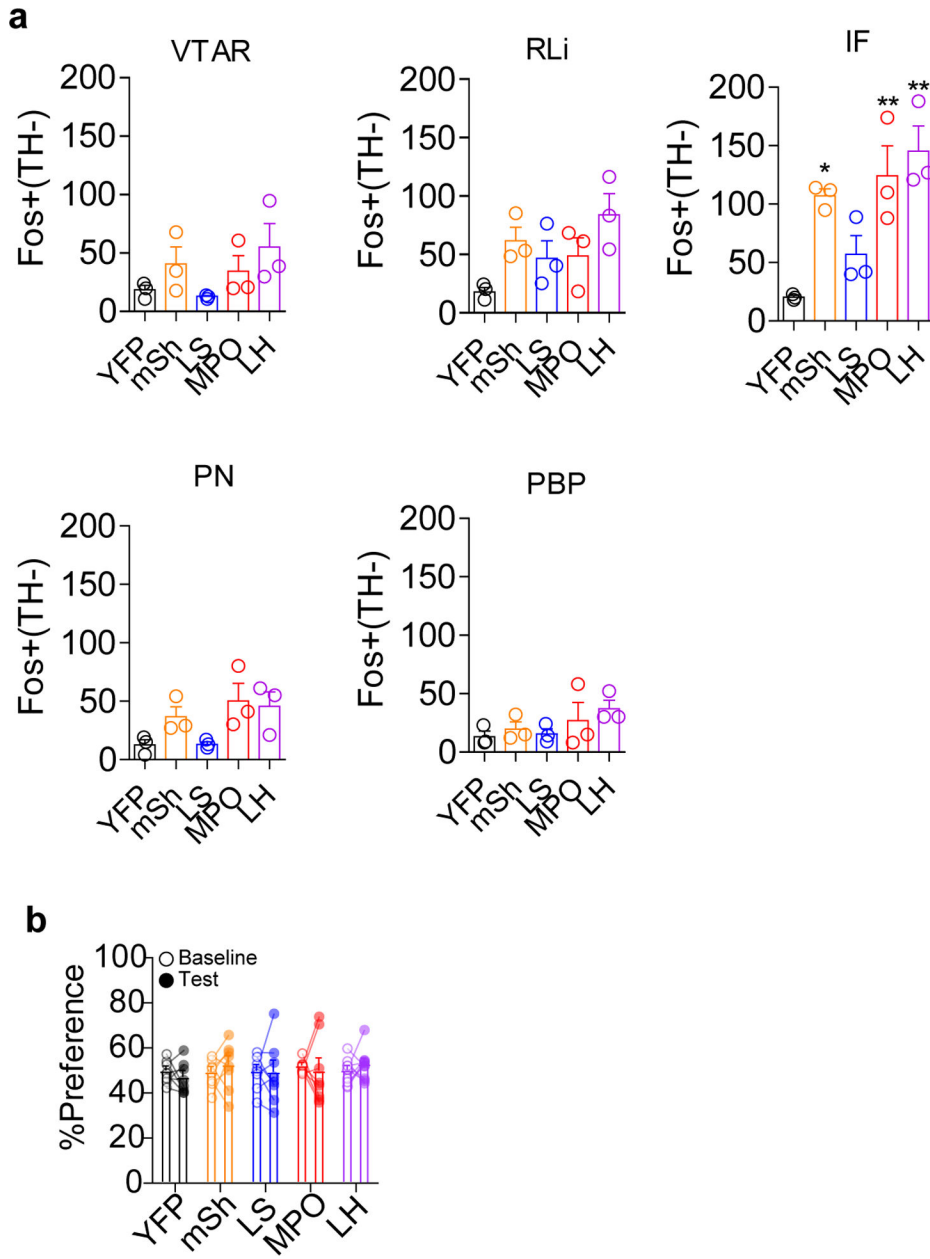 a
VTAR
RLi
IF
Fos+(TH-)
200
150
100
50
0
YFP
mSh
LS
MPO
LH
Fos+(TH-)
200
150
100
50
0
YFP
mSh
LS
MPO
LH
Fos+(TH-)
200
150
100
50
0
*
**
**
YFP
mSh
LS
MPO
LH
PN
PBP
Fos+(TH-)
200
150
100
50
0
YFP
mSh
LS
MPO
LH
Fos+(TH-)
200
150
100
50
0
YFP
mSh
LS
MPO
LH
b
%Preference
100
80
60
40
20
0
Baseline
Test
YFP
mSh
LS
MPO
LH